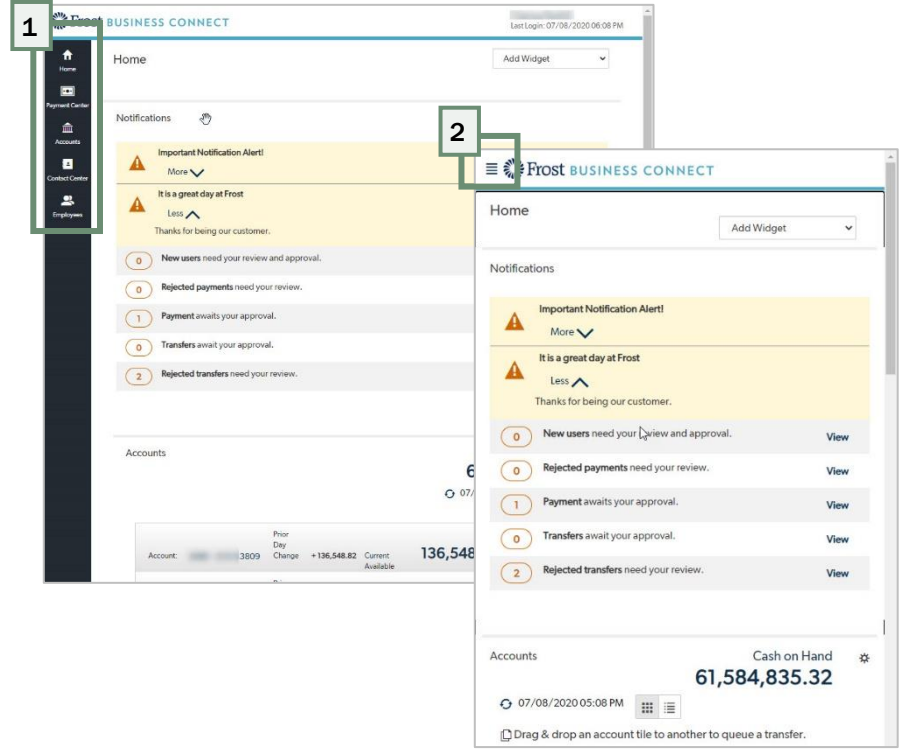 1
Frost BUSINESS CONNECT
Last Login: 07/08/2020 06:08 PM
Home
Payment Center
Accounts
Contact Center
Employees
Home
Add Widget
Notifications
Important Notification Alert!
More
It is a great day at Frost
Less
Thanks for being our customer.
0 New users need your review and approval.
0 Rejected payments need your review.
1 Payment awaits your approval.
0 Transfers await your approval.
2 Rejected transfers need your review.
Accounts
6
07/
Account: 3809
Prior
Day
Change +136,548.82
Current
Available
136,548
2
Frost BUSINESS CONNECT
Home
Add Widget
Notifications
Important Notification Alert!
More
It is a great day at Frost
Less
Thanks for being our customer.
0 New users need your review and approval. View
0 Rejected payments need your review. View
1 Payment awaits your approval. View
0 Transfers await your approval. View
2 Rejected transfers need your review. View
Accounts
Cash on Hand
61,584,835.32
07/08/2020 05:08 PM
Drag & drop an account tile to another to queue a transfer.